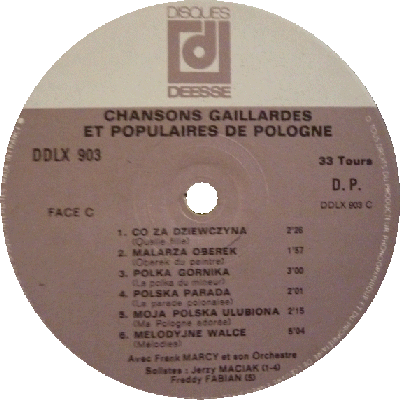 DISQUES
DEESSE
CHANSONS GAILLARDES
ET POPULAIRES DE POLOGNE
DDLX 903
33 Tours
D.P.
DDLX 903 C
FACE C
1. CO ZA DZIEWCZYNA 2'26
(Quelle fille)
2. MALARZA OBEREK 1'57
(Oberek du peintre)
3. POLKA GORNIKA 3'00
(La polka du mineur)
4. POLSKA PARADA 2'01
(La parade polonaise)
5. MOJA POLSKA ULUBIONA 2'15
(Ma Pologne adorée)
6. MELODYJNE WALCE 5'04
(Mélodies)
Avec Frank MARCY et son Orchestre
Solistes : Jerzy MACIAK (1-4)
Freddy FABIAN (5)